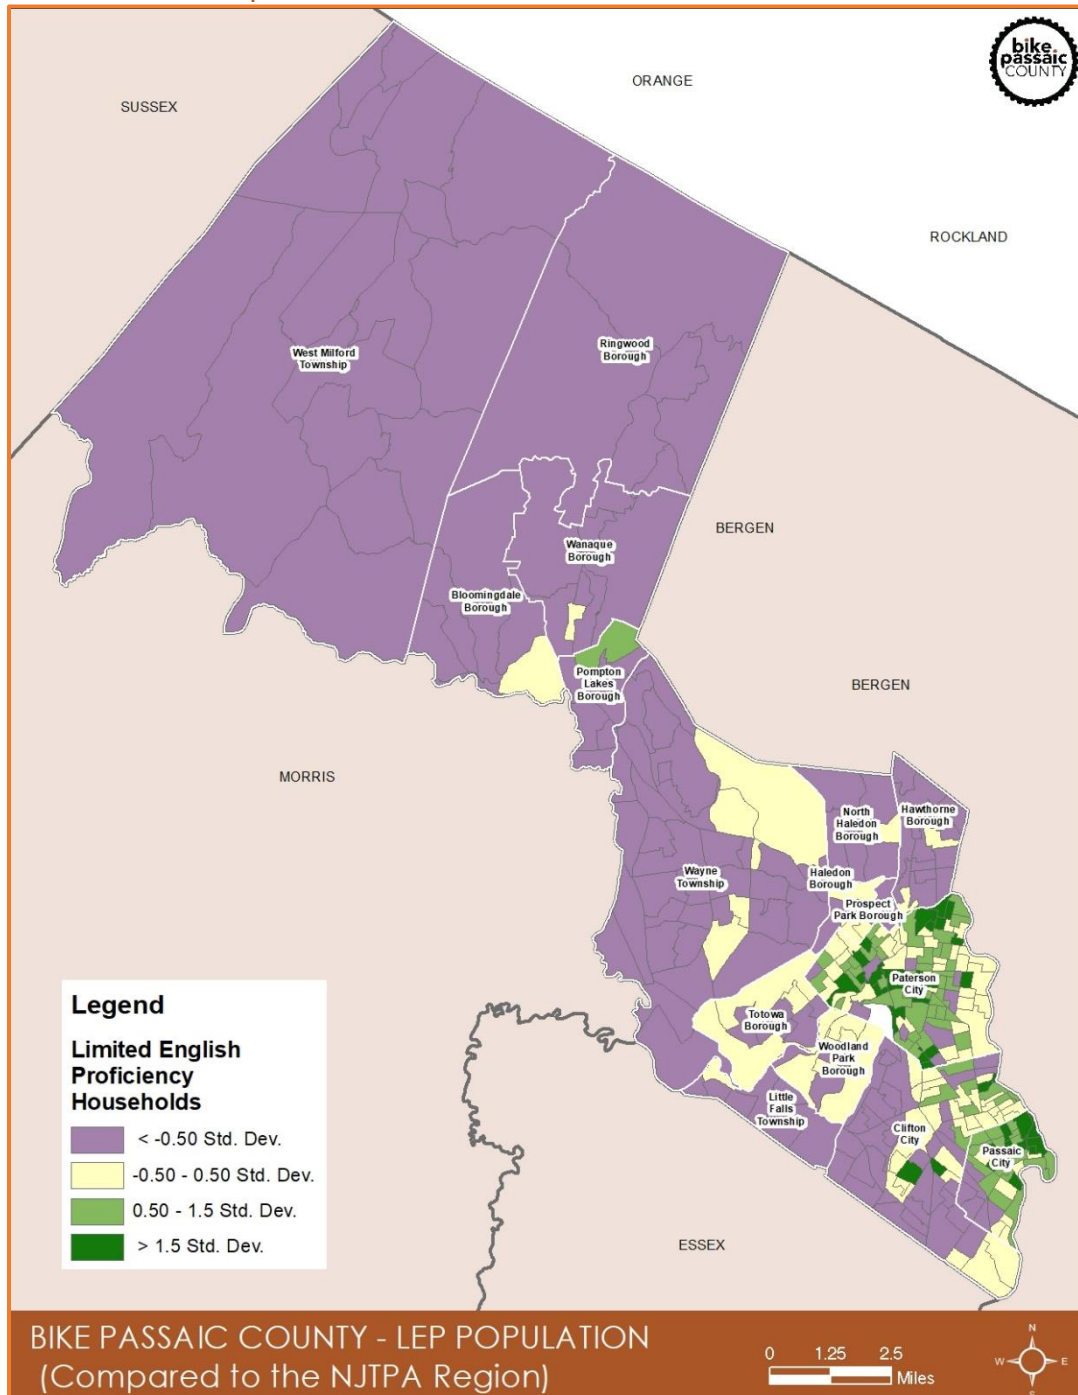 bike
passaic
COUNTY
ORANGE
SUSSEX
ROCKLAND
West Milford
Township
Ringwood
Borough
BERGEN
Wanaque
Borough
Bloomingdale
Borough
Pompton
Lakes
Borough
BERGEN
MORRIS
North
Haledon
Borough
Hawthorne
Borough
Wayne
Township
Haledon
Borough
Prospect
Park Borough
Paterson
City
Totowa
Borough
Woodland
Park
Borough
Little
Falls
Township
Clifton
City
Passaic
City
ESSEX
Legend
Limited English
Proficiency
Households
< -0.50 Std. Dev.
-0.50 - 0.50 Std. Dev.
0.50 - 1.5 Std. Dev.
> 1.5 Std. Dev.
BIKE PASSAIC COUNTY - LEP POPULATION
(Compared to the NJTPA Region)
0 1.25 2.5
Miles
N
W E
S